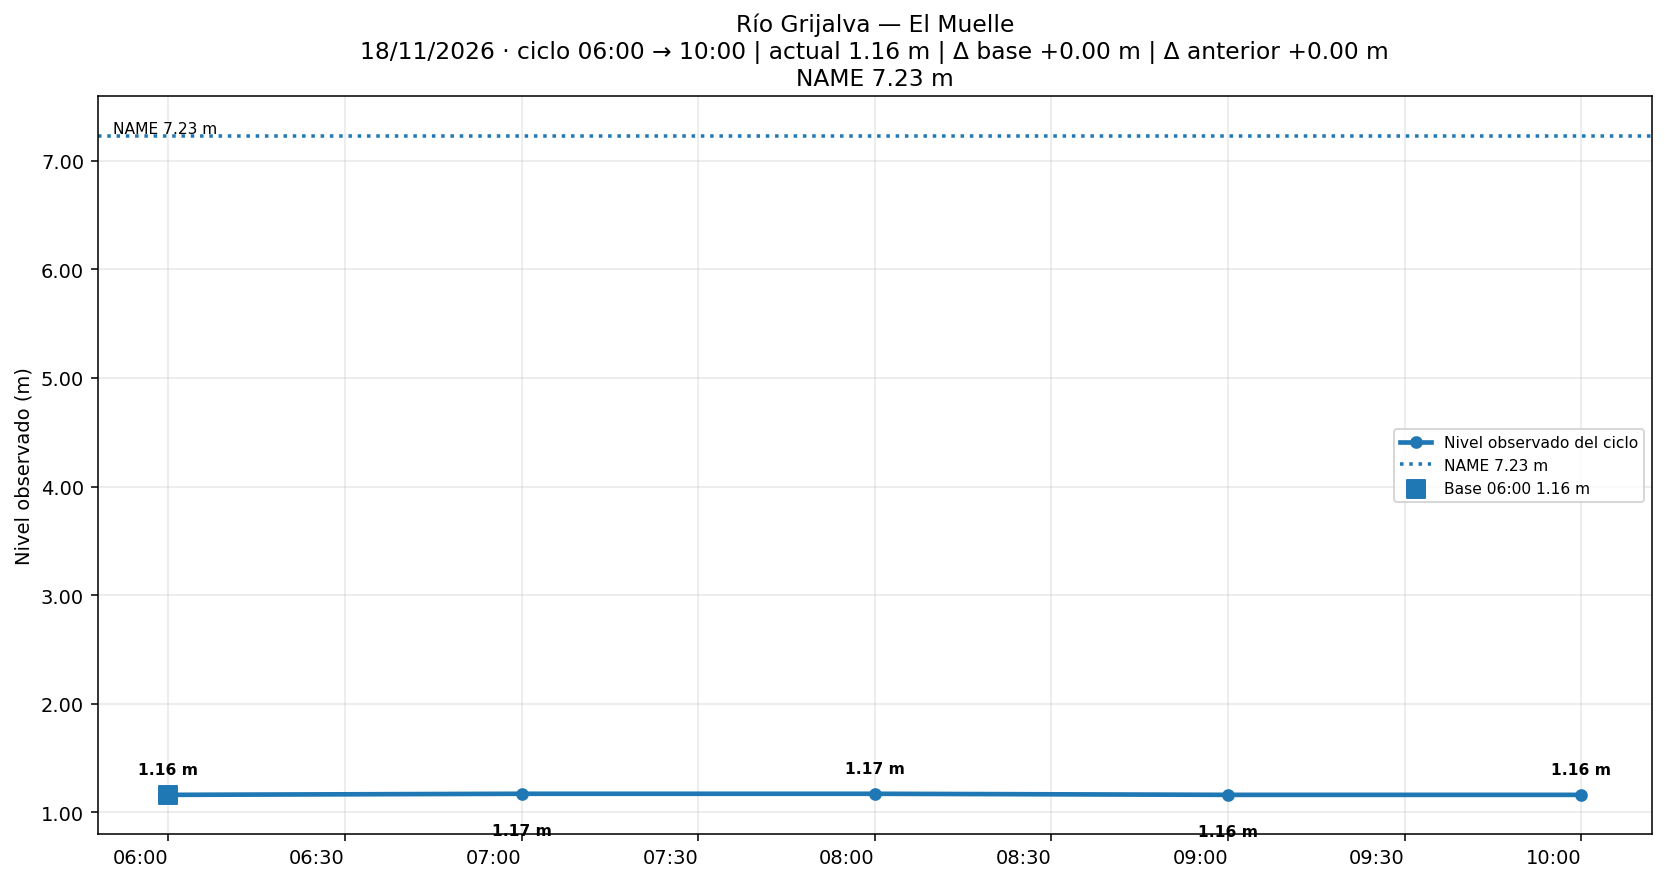 Río Grijalva — El Muelle
18/11/2026 · ciclo 06:00 → 10:00 | actual 1.16 m | Δ base +0.00 m | Δ anterior +0.00 m
NAME 7.23 m
NAME 7.23 m
7.00
6.00
5.00
4.00
3.00
2.00
1.00
Nivel observado (m)
Nivel observado del ciclo
NAME 7.23 m
Base 06:00 1.16 m
1.16 m
1.17 m
1.17 m
1.16 m
1.16 m
06:00
06:30
07:00
07:30
08:00
08:30
09:00
09:30
10:00